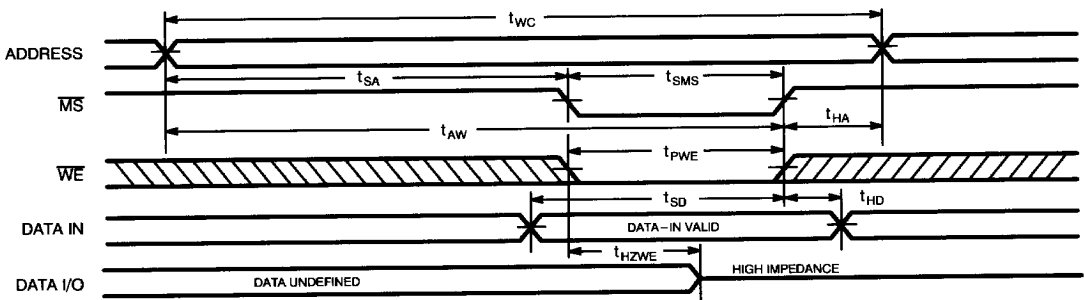 tWC
ADDRESS
tSA tSMS
MS
tAW tHA
tPWE
WE
tSD tHD
DATA IN DATA-IN VALID
tHZWE
DATA I/O DATA UNDEFINED HIGH IMPEDANCE